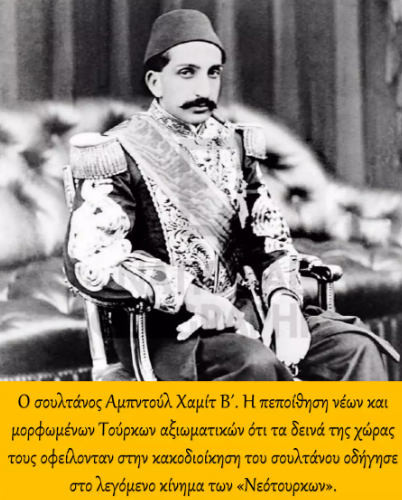 Ο σουλτάνος Αμπντούλ Χαμίτ Β΄. Η πεποίθηση νέων και
μορφωμένων Τούρκων αξιωματικών ότι τα δεινά της χώρας
τους οφείλονταν στην κακοδιοίκηση του σουλτάνου οδήγησε
στο λεγόμενο κίνημα των «Νεότουρκων».